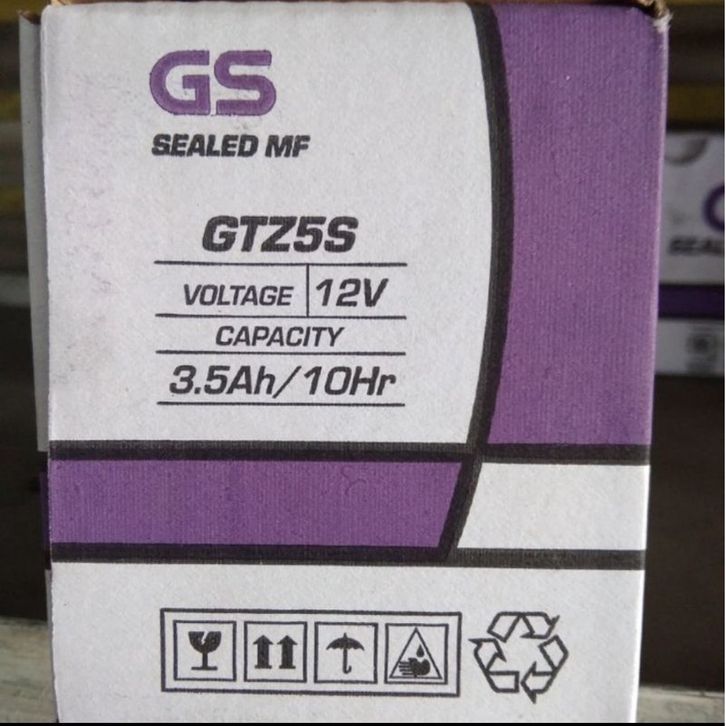 GS
SEALED MF
GTZ5S
VOLTAGE 12V
CAPACITY
3.5Ah/10Hr